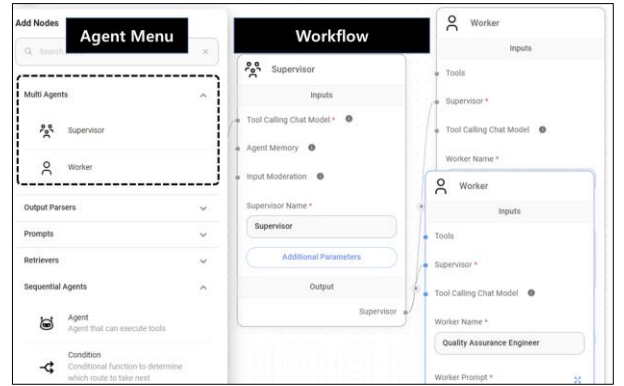 Add Nodes
Agent Menu
Search
Multi Agents
Supervisor
Worker
Output Parsers
Prompts
Retrievers
Sequential Agents
Agent
Agent that can execute tools
Condition
Conditional function to determine
which route to take next
Workflow
Supervisor
Inputs
Tool Calling Chat Model *
Agent Memory
Input Moderation
Supervisor Name *
Supervisor
Additional Parameters
Output
Supervisor
Worker
Inputs
Tools
Supervisor *
Tool Calling Chat Model
Worker Name *
Worker
Inputs
Tools
Supervisor *
Tool Calling Chat Model
Worker Name *
Quality Assurance Engineer
Worker Prompt *